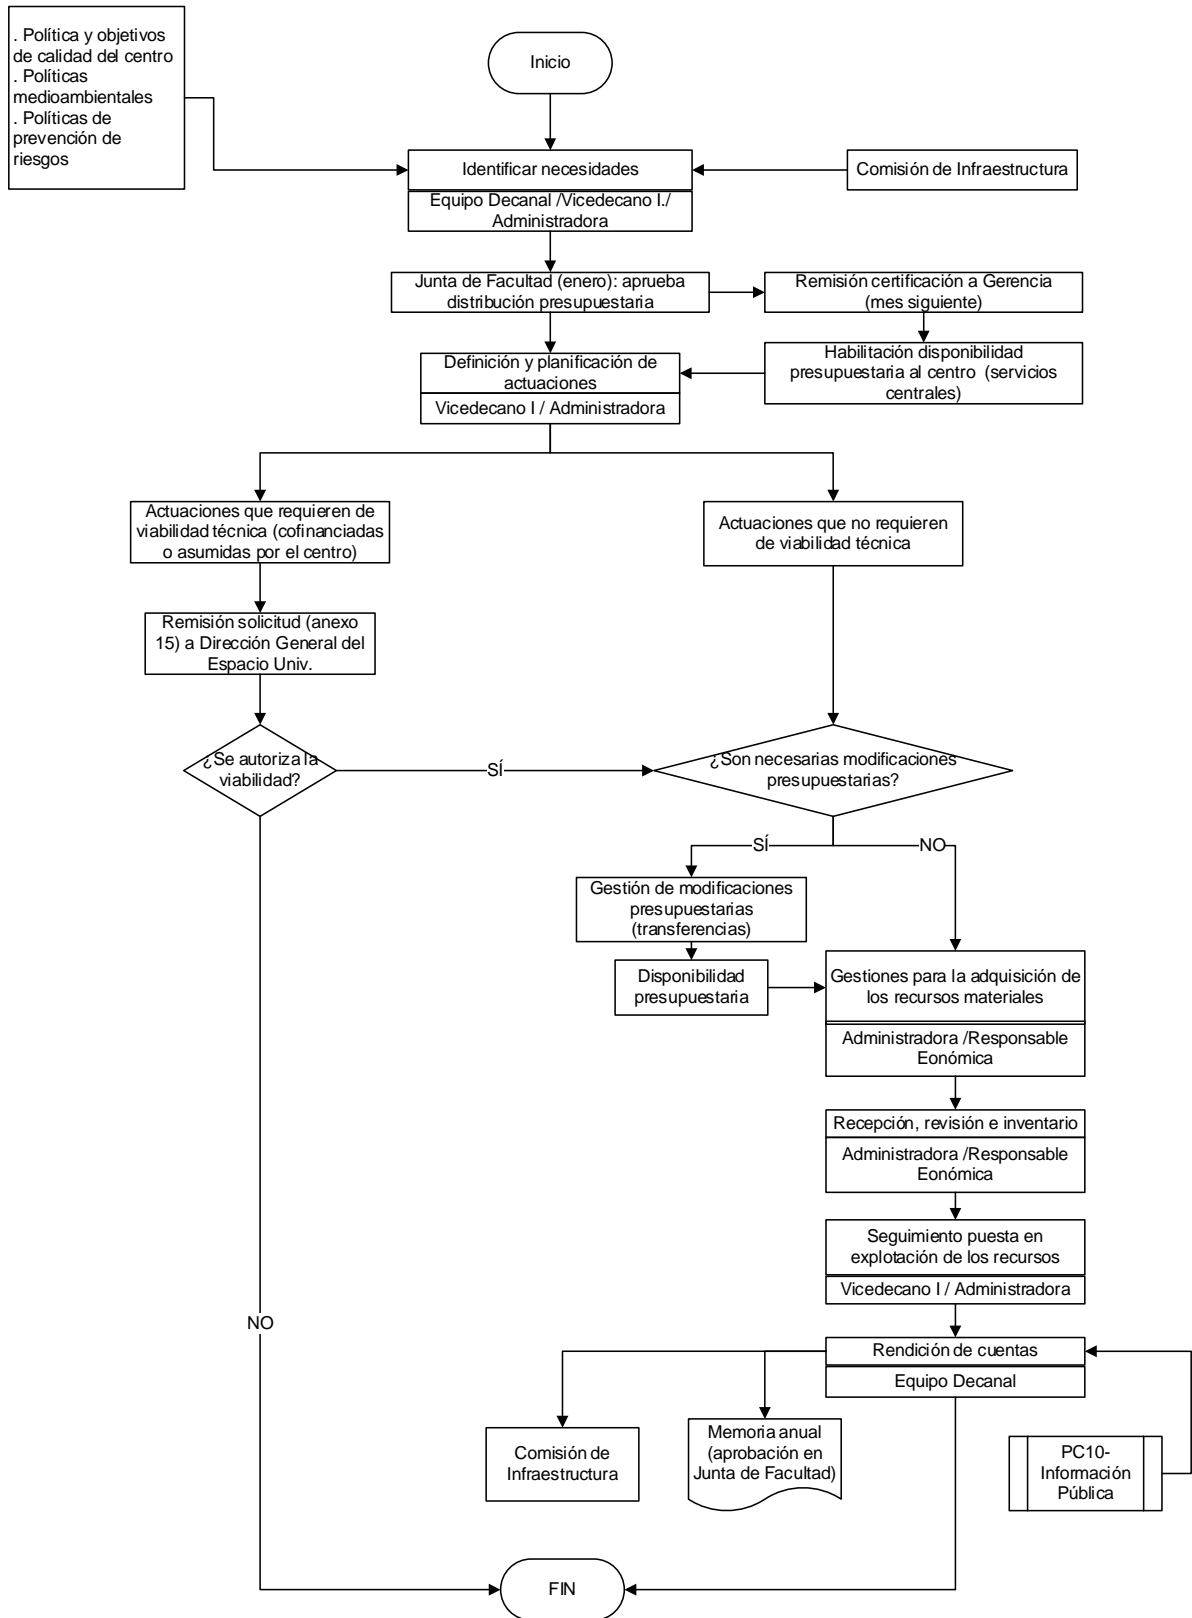 . Política y objetivos
de calidad del centro
. Políticas
medioambientales
. Políticas de
prevención de
riesgos
Inicio
Identificar necesidades
Equipo Decanal /Vicedecano I./
Administradora
Comisión de Infraestructura
Junta de Facultad (enero): aprueba
distribución presupuestaria
Remisión certificación a Gerencia
(mes siguiente)
Definición y planificación de
actuaciones
Vicedecano I / Administradora
Habilitación disponibilidad
presupuestaria al centro (servicios
centrales)
Actuaciones que requieren de
viabilidad técnica (cofinanciadas
o asumidas por el centro)
Actuaciones que no requieren
de viabilidad técnica
Remisión solicitud (anexo
15) a Dirección General del
Espacio Univ.
¿Se autoriza la
viabilidad?
SÍ
¿Son necesarias modificaciones
presupuestarias?
SÍ
NO
Gestión de modificaciones
presupuestarias
(transferencias)
Disponibilidad
presupuestaria
Gestiones para la adquisición de
los recursos materiales
Administradora /Responsable
Eonómica
Recepción, revisión e inventario
Administradora /Responsable
Eonómica
Seguimiento puesta en
explotación de los recursos
Vicedecano I / Administradora
NO
Rendición de cuentas
Equipo Decanal
Comisión de
Infraestructura
Memoria anual
(aprobación en
Junta de Facultad)
PC10-
Información
Pública
FIN